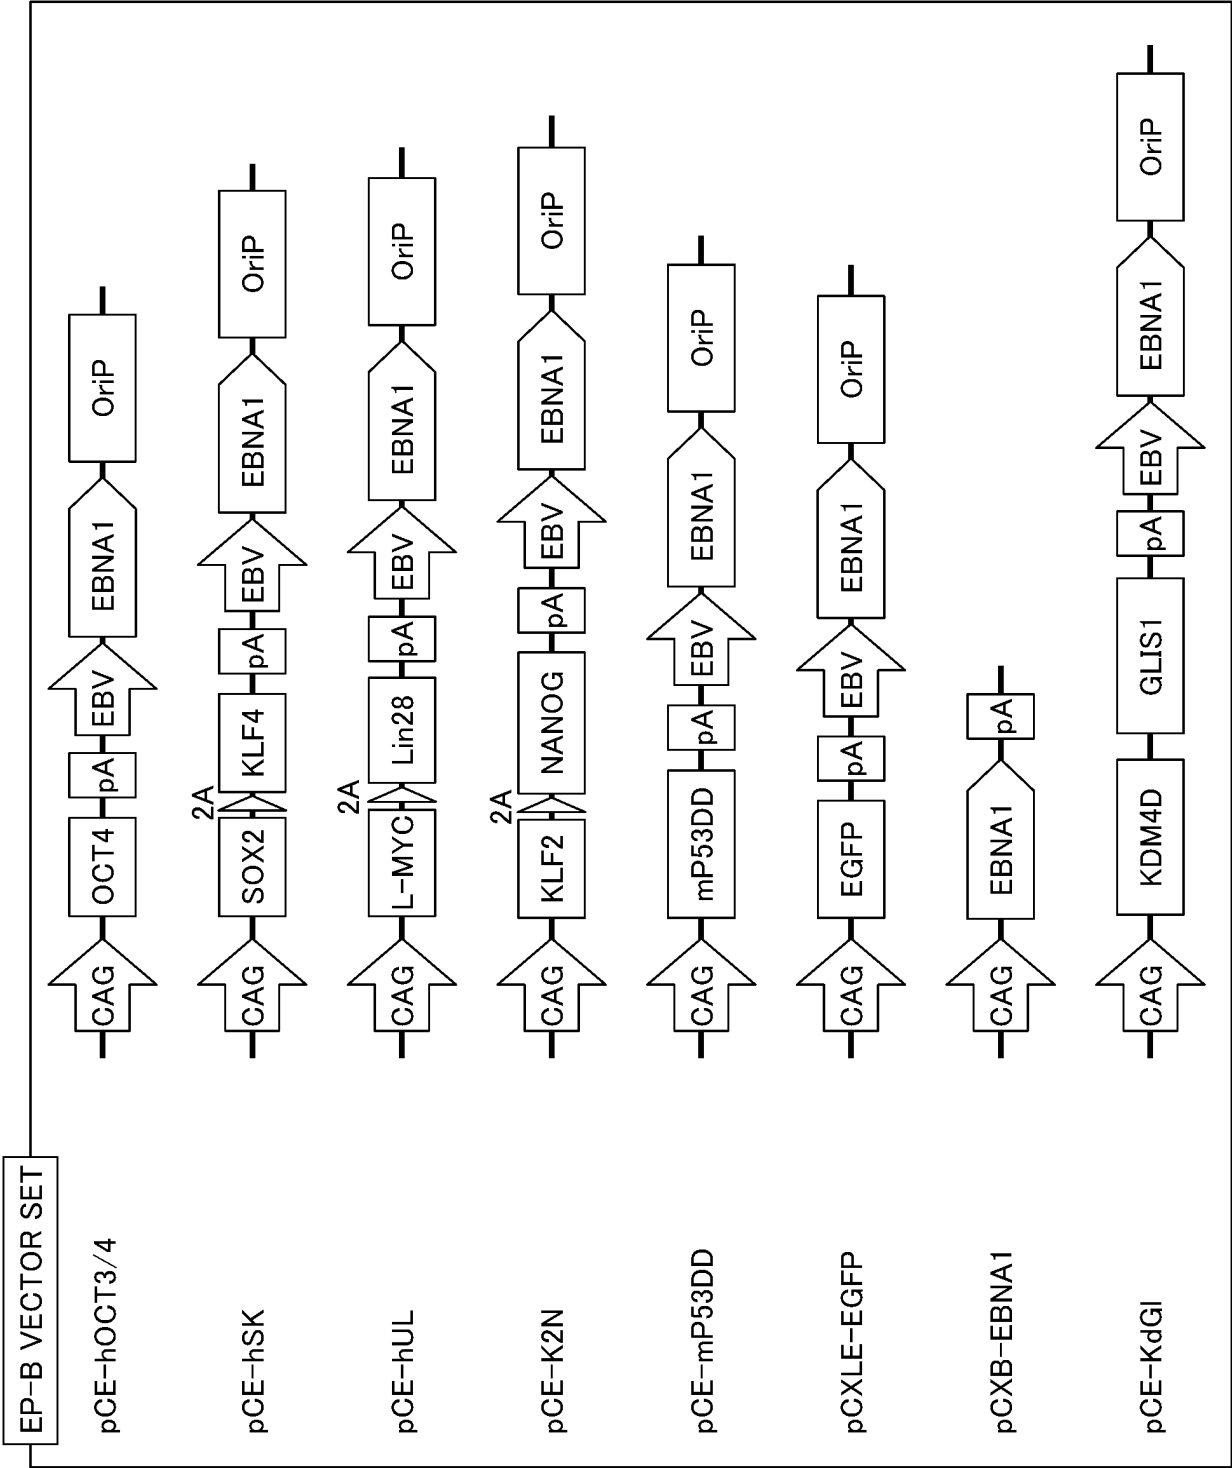 EP-B VECTOR SET
pCE-hOCT3/4 CAG OCT4 pA EBV EBNA1 OriP
pCE-hSK CAG SOX2 2A KLF4 pA EBV EBNA1 OriP
pCE-hUL CAG L-MYC 2A Lin28 pA EBV EBNA1 OriP
pCE-K2N CAG KLF2 2A NANOG pA EBV EBNA1 OriP
pCE-mP53DD CAG mP53DD pA EBV EBNA1 OriP
pCXLE-EGFP CAG EGFP pA EBV EBNA1 OriP
pCXB-EBNA1 CAG EBNA1 pA
pCE-KdGl CAG KDM4D GLIS1 pA EBV EBNA1 OriP